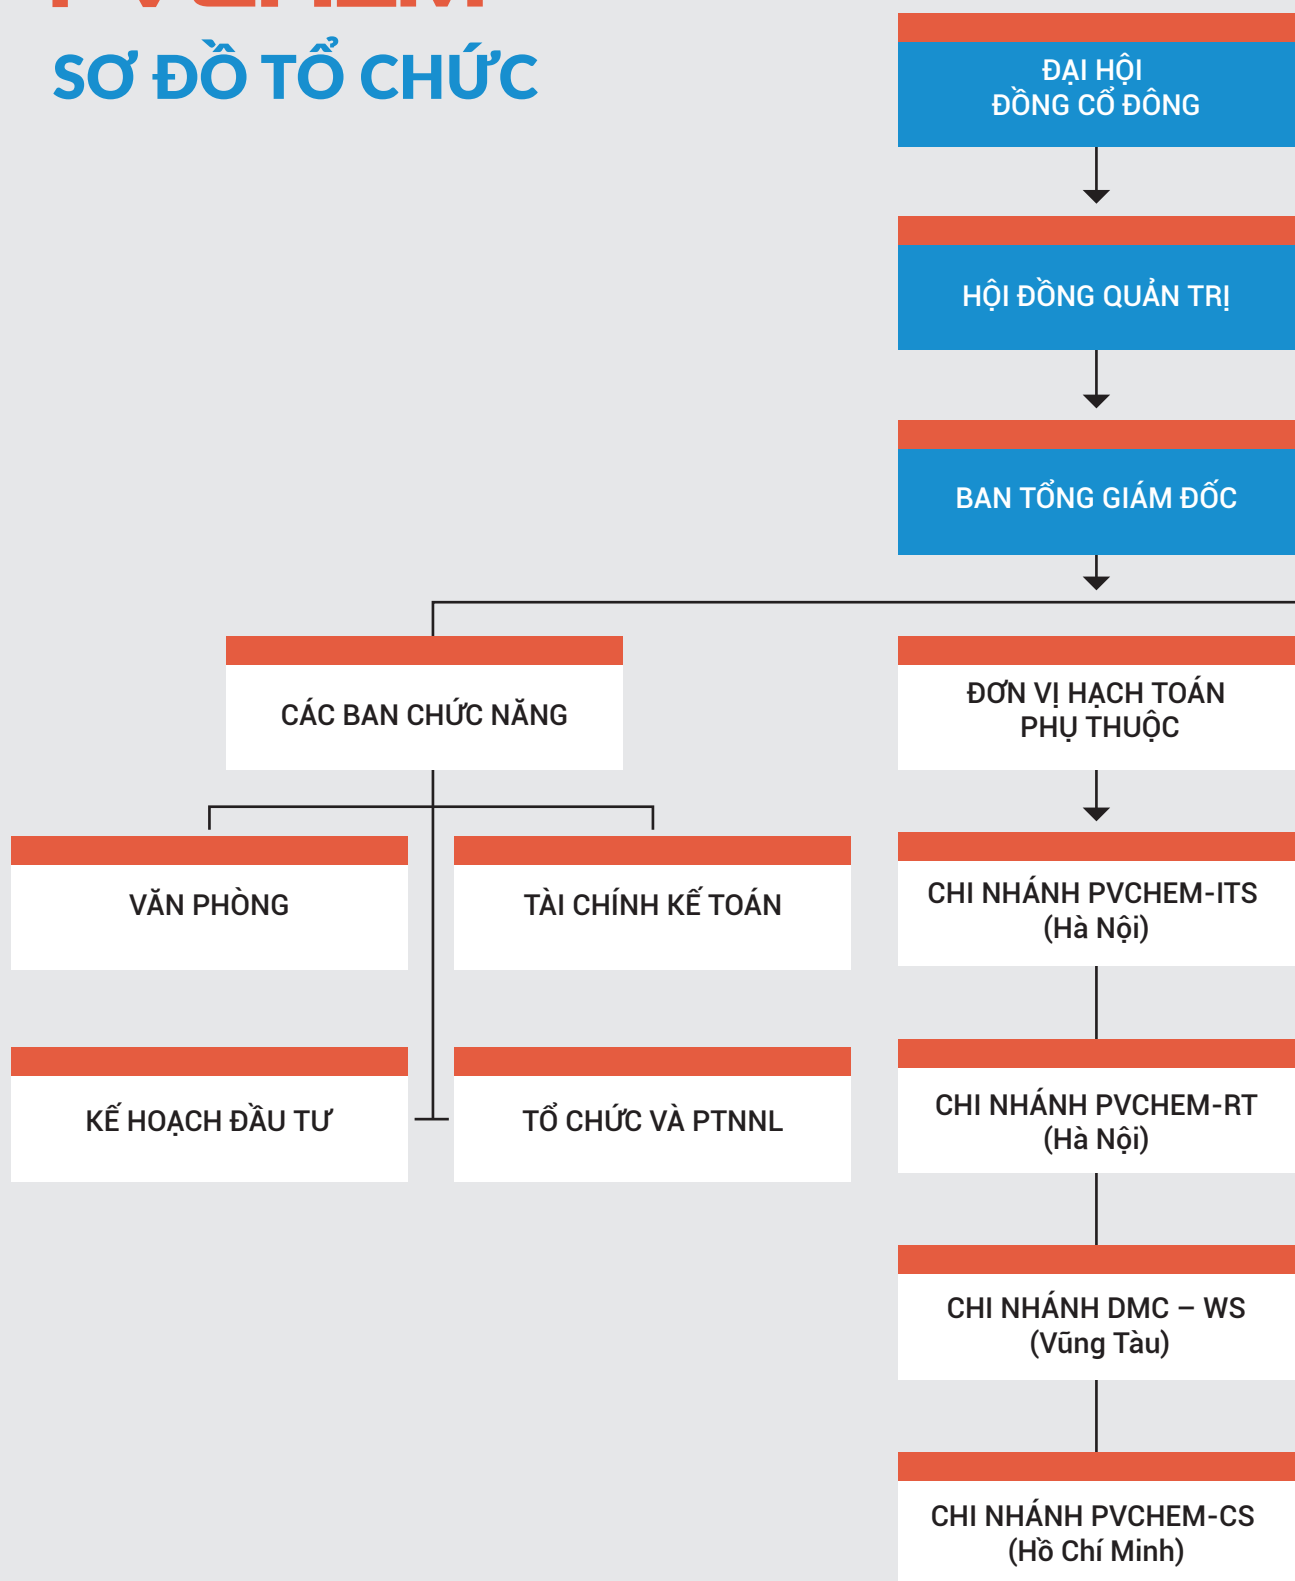 PVCHEM
SƠ ĐỒ TỔ CHỨC
ĐẠI HỘI
ĐỒNG CỔ ĐÔNG
HỘI ĐỒNG QUẢN TRỊ
BAN TỔNG GIÁM ĐỐC
CÁC BAN CHỨC NĂNG
ĐƠN VỊ HẠCH TOÁN
PHỤ THUỘC
VĂN PHÒNG
TÀI CHÍNH KẾ TOÁN
CHI NHÁNH PVCHEM-ITS
(Hà Nội)
KẾ HOẠCH ĐẦU TƯ
TỔ CHỨC VÀ PTNNL
CHI NHÁNH PVCHEM-RT
(Hà Nội)
CHI NHÁNH DMC – WS
(Vũng Tàu)
CHI NHÁNH PVCHEM-CS
(Hồ Chí Minh)